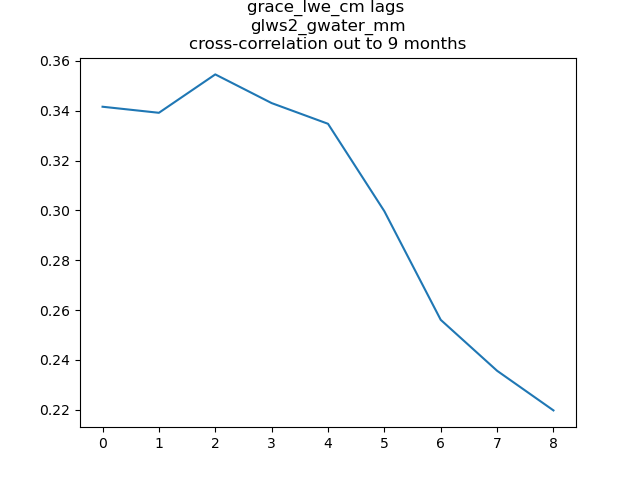 grace_lwe_cm lags
glws2_gwater_mm
cross-correlation out to 9 months
0.36
0.34
0.32
0.30
0.28
0.26
0.24
0.22
0 1 2 3 4 5 6 7 8